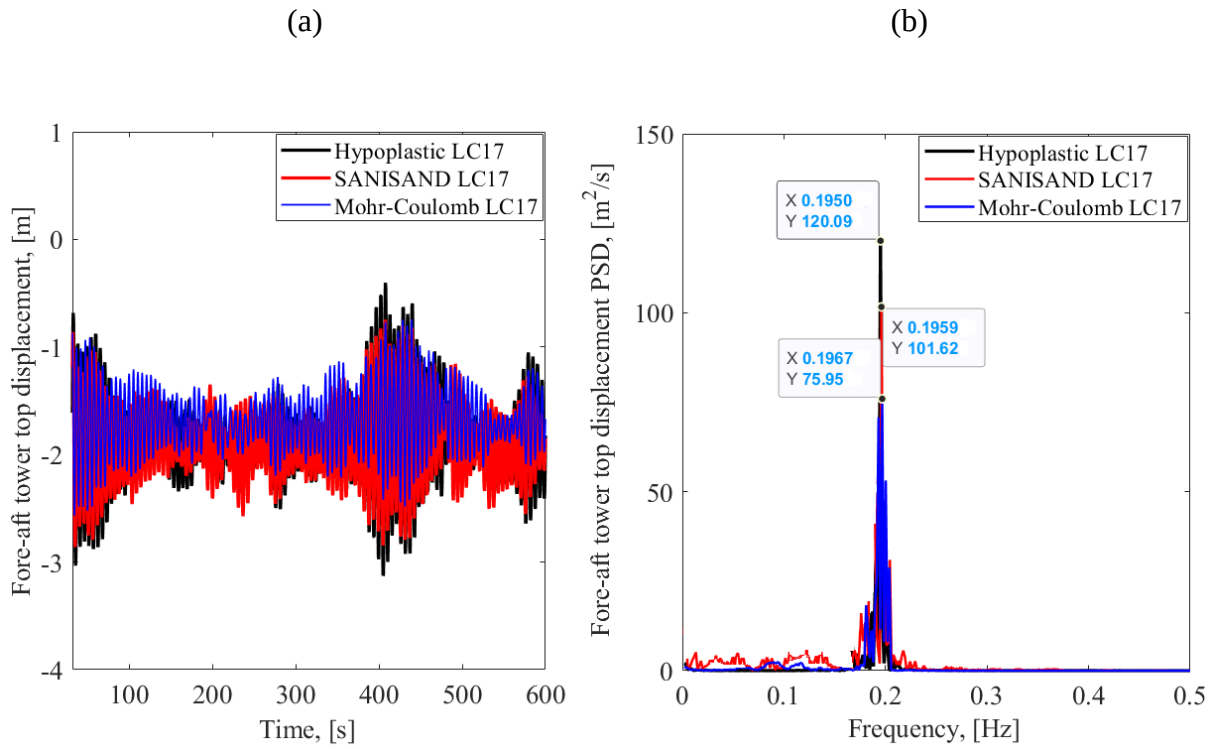 (a)
(b)
Fore-aft tower top displacement, [m]
1
0
-1
-2
-3
-4
Hypoplastic LC17
SANISAND LC17
Mohr-Coulomb LC17
100
200
300
400
500
600
Time, [s]
Fore-aft tower top displacement PSD, [m²/s]
150
100
50
0
Hypoplastic LC17
SANISAND LC17
Mohr-Coulomb LC17
X 0.1950
Y 120.09
X 0.1959
Y 101.62
X 0.1967
Y 75.95
0
0.1
0.2
0.3
0.4
0.5
Frequency, [Hz]